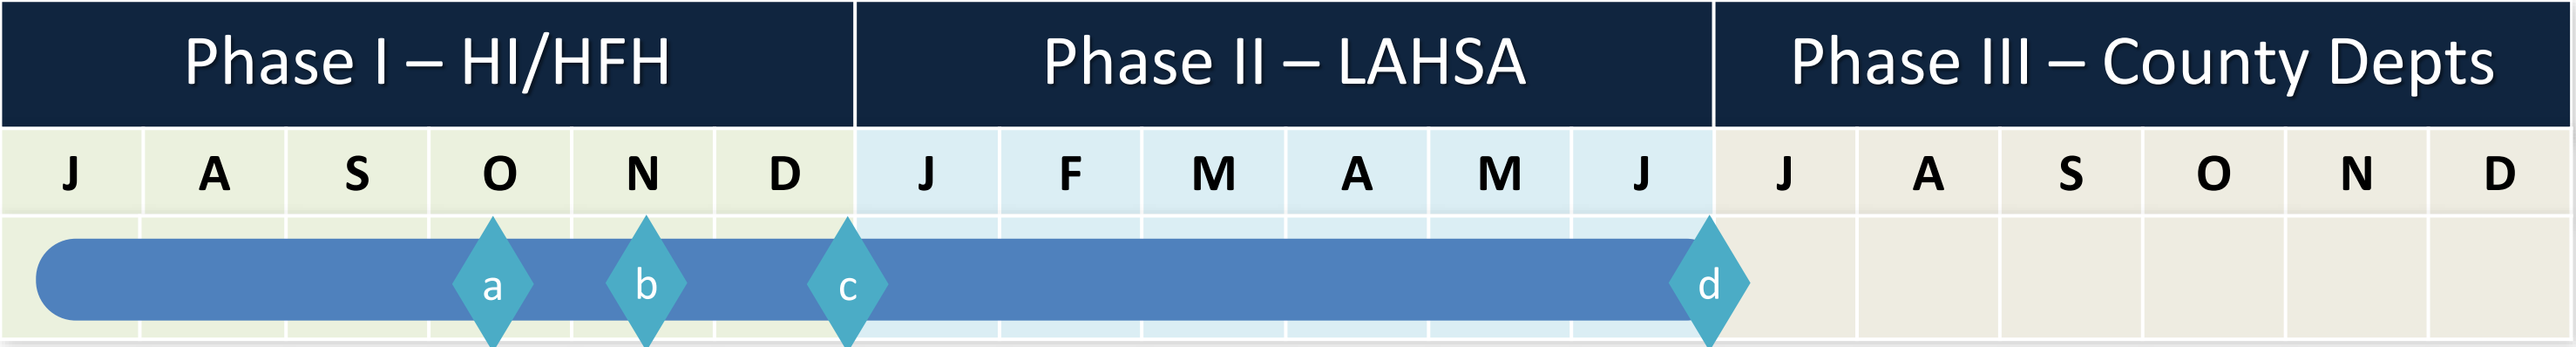 Phase I – HI/HFH Phase II – LAHSA Phase III – County Depts
J A S O N D J F M A M J J A S O N D
a b c d